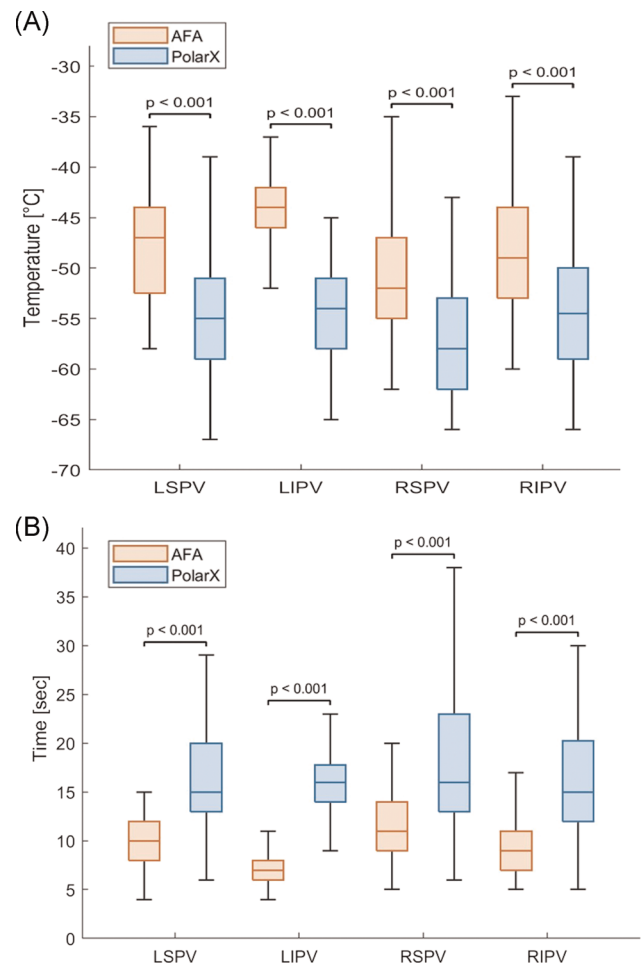 (A)
AFA
PolarX
-30
-35
-40
-45
-50
-55
-60
-65
-70
Temperature [°C]
p < 0.001
p < 0.001
p < 0.001
p < 0.001
LSPV
LIPV
RSPV
RIPV
(B)
AFA
PolarX
40
35
30
25
20
15
10
5
0
Time [sec]
p < 0.001
p < 0.001
p < 0.001
p < 0.001
LSPV
LIPV
RSPV
RIPV